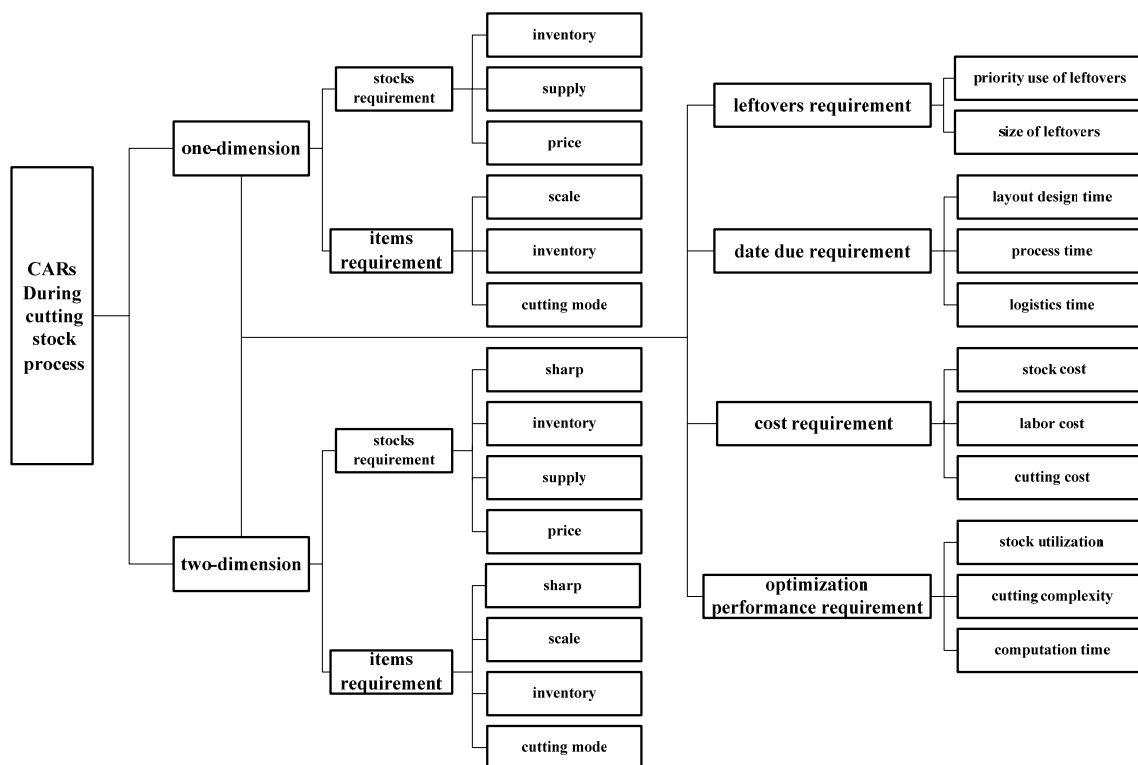 CARs
During
cutting
stock
process
one-dimension
two-dimension
stocks
requirement
items
requirement
stocks
requirement
items
requirement
inventory
supply
price
scale
inventory
cutting mode
sharp
inventory
supply
price
sharp
scale
inventory
cutting mode
leftovers requirement
date due requirement
cost requirement
optimization
performance requirement
priority use of leftovers
size of leftovers
layout design time
process time
logistics time
stock cost
labor cost
cutting cost
stock utilization
cutting complexity
computation time